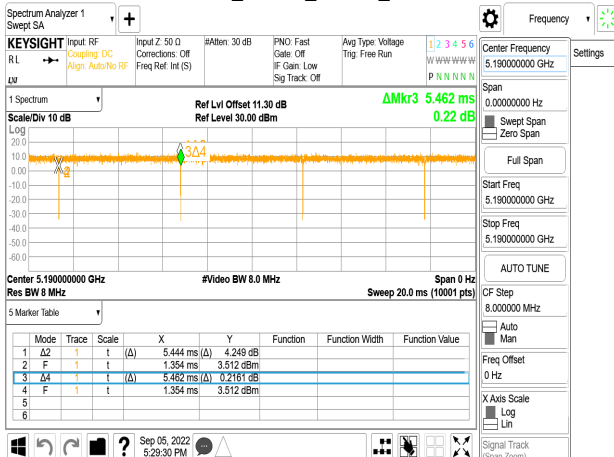 Spectrum Analyzer 1
Swept SA
+
Frequency
KEYSIGHT Input: RF Input Z: 50 Ω #Atten: 30 dB PNO: Fast Avg Type: Voltage 1 2 3 4 5 6
RL Coupling: DC Corrections: Off Gate: Off Trig: Free Run W W W W W W
Align: Auto/No RF Freq Ref: Int (S) IF Gain: Low
LXI Sig Track: Off P N N N N N
1 Spectrum Ref Lvl Offset 11.30 dB ΔMkr3 5.462 ms
Scale/Div 10 dB Ref Level 30.00 dBm 0.22 dB
Log
20.0
10.0 3Δ4
0.00 2
-10.0
-20.0
-30.0
-40.0
-50.0
-60.0
Center 5.190000000 GHz #Video BW 8.0 MHz Span 0 Hz
Res BW 8 MHz Sweep 20.0 ms (10001 pts)
5 Marker Table
Mode Trace Scale X Y Function Function Width Function Value
1 Δ2 1 t (Δ) 5.444 ms (Δ) 4.249 dB
2 F 1 t 1.354 ms 3.512 dBm
3 Δ4 1 t (Δ) 5.462 ms (Δ) 0.2161 dB
4 F 1 t 1.354 ms 3.512 dBm
5
6
? Sep 05, 2022
5:29:30 PM
Center Frequency
5.190000000 GHz
Settings
Span
0.00000000 Hz
Swept Span
Zero Span
Full Span
Start Freq
5.190000000 GHz
Stop Freq
5.190000000 GHz
AUTO TUNE
CF Step
8.000000 MHz
Auto
Man
Freq Offset
0 Hz
X Axis Scale
Log
Lin
Signal Track
(Span Zoom)